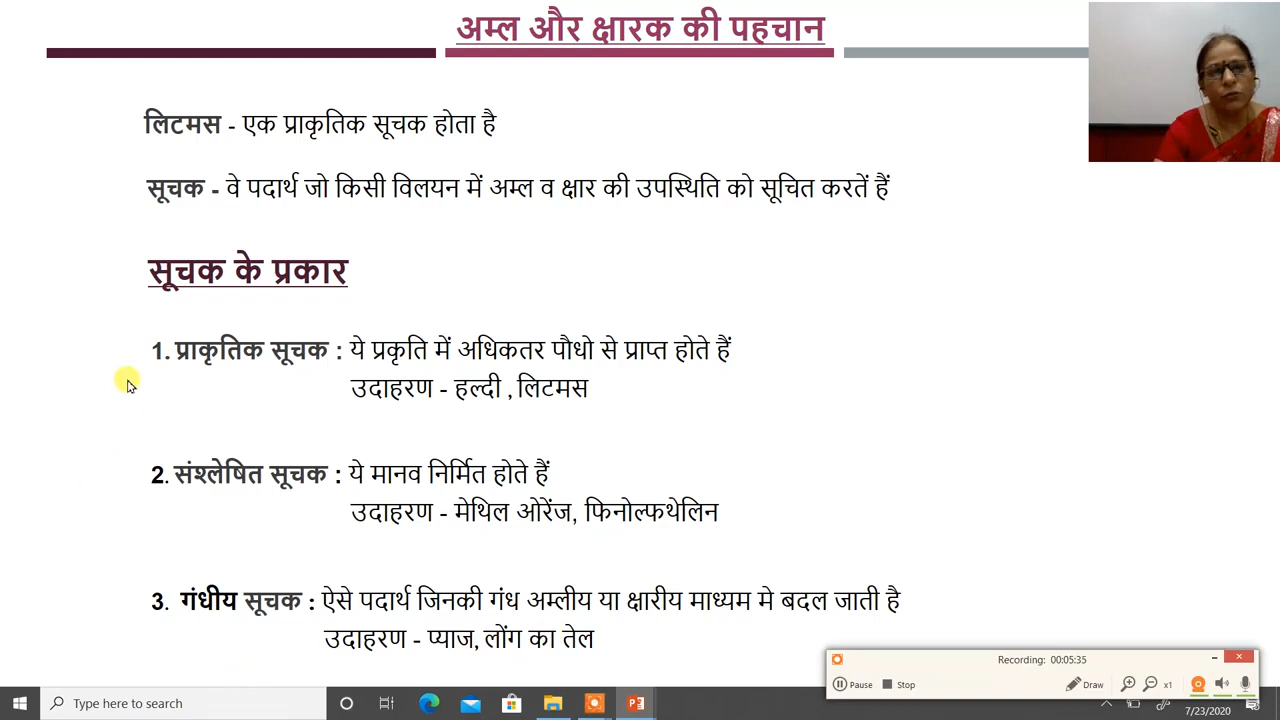 अम्ल और क्षारक की पहचान
लिटमस - एक प्राकृतिक सूचक होता है
सूचक - वे पदार्थ जो किसी विलयन में अम्ल व क्षार की उपस्थिति को सूचित करतें हैं
सूचक के प्रकार
1. प्राकृतिक सूचक : ये प्रकृति में अधिकतर पौधो से प्राप्त होते हैं
उदाहरण - हल्दी , लिटमस
2. संश्लेषित सूचक : ये मानव निर्मित होते हैं
उदाहरण - मेथिल ओरेंज, फिनोल्फथेलिन
3. गंधीय सूचक : ऐसे पदार्थ जिनकी गंध अम्लीय या क्षारीय माध्यम मे बदल जाती है
उदाहरण - प्याज, लोंग का तेल
Recording: 00:05:35
Pause Stop Draw x1
Type here to search
7/23/2020